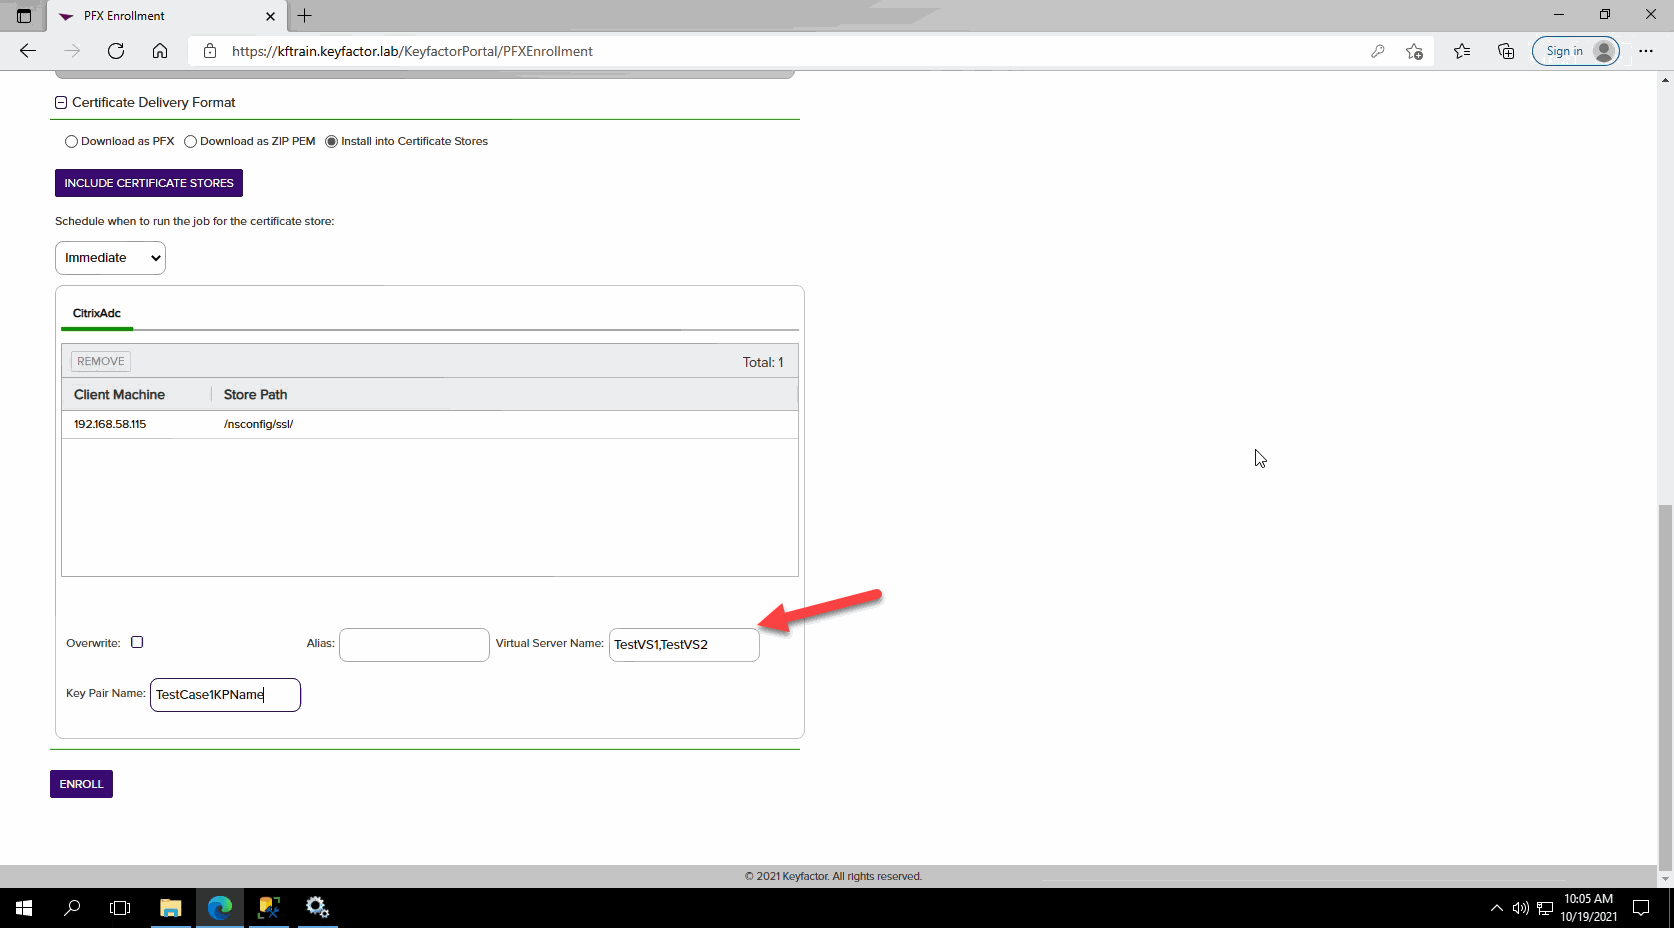 PFX Enrollment
https://kftrain.keyfactor.lab/KeyfactorPortal/PFXEnrollment
Sign in
Certificate Delivery Format
Download as PFX Download as ZIP PEM Install into Certificate Stores
INCLUDE CERTIFICATE STORES
Schedule when to run the job for the certificate store:
Immediate
CitrixAdc
REMOVE Total: 1
Client Machine Store Path
192.168.58.115 /nsconfig/ssl/
Overwrite: Alias: Virtual Server Name: TestVS1,TestVS2
Key Pair Name: TestCase1KPName
ENROLL
© 2021 Keyfactor. All rights reserved.
10:05 AM
10/19/2021